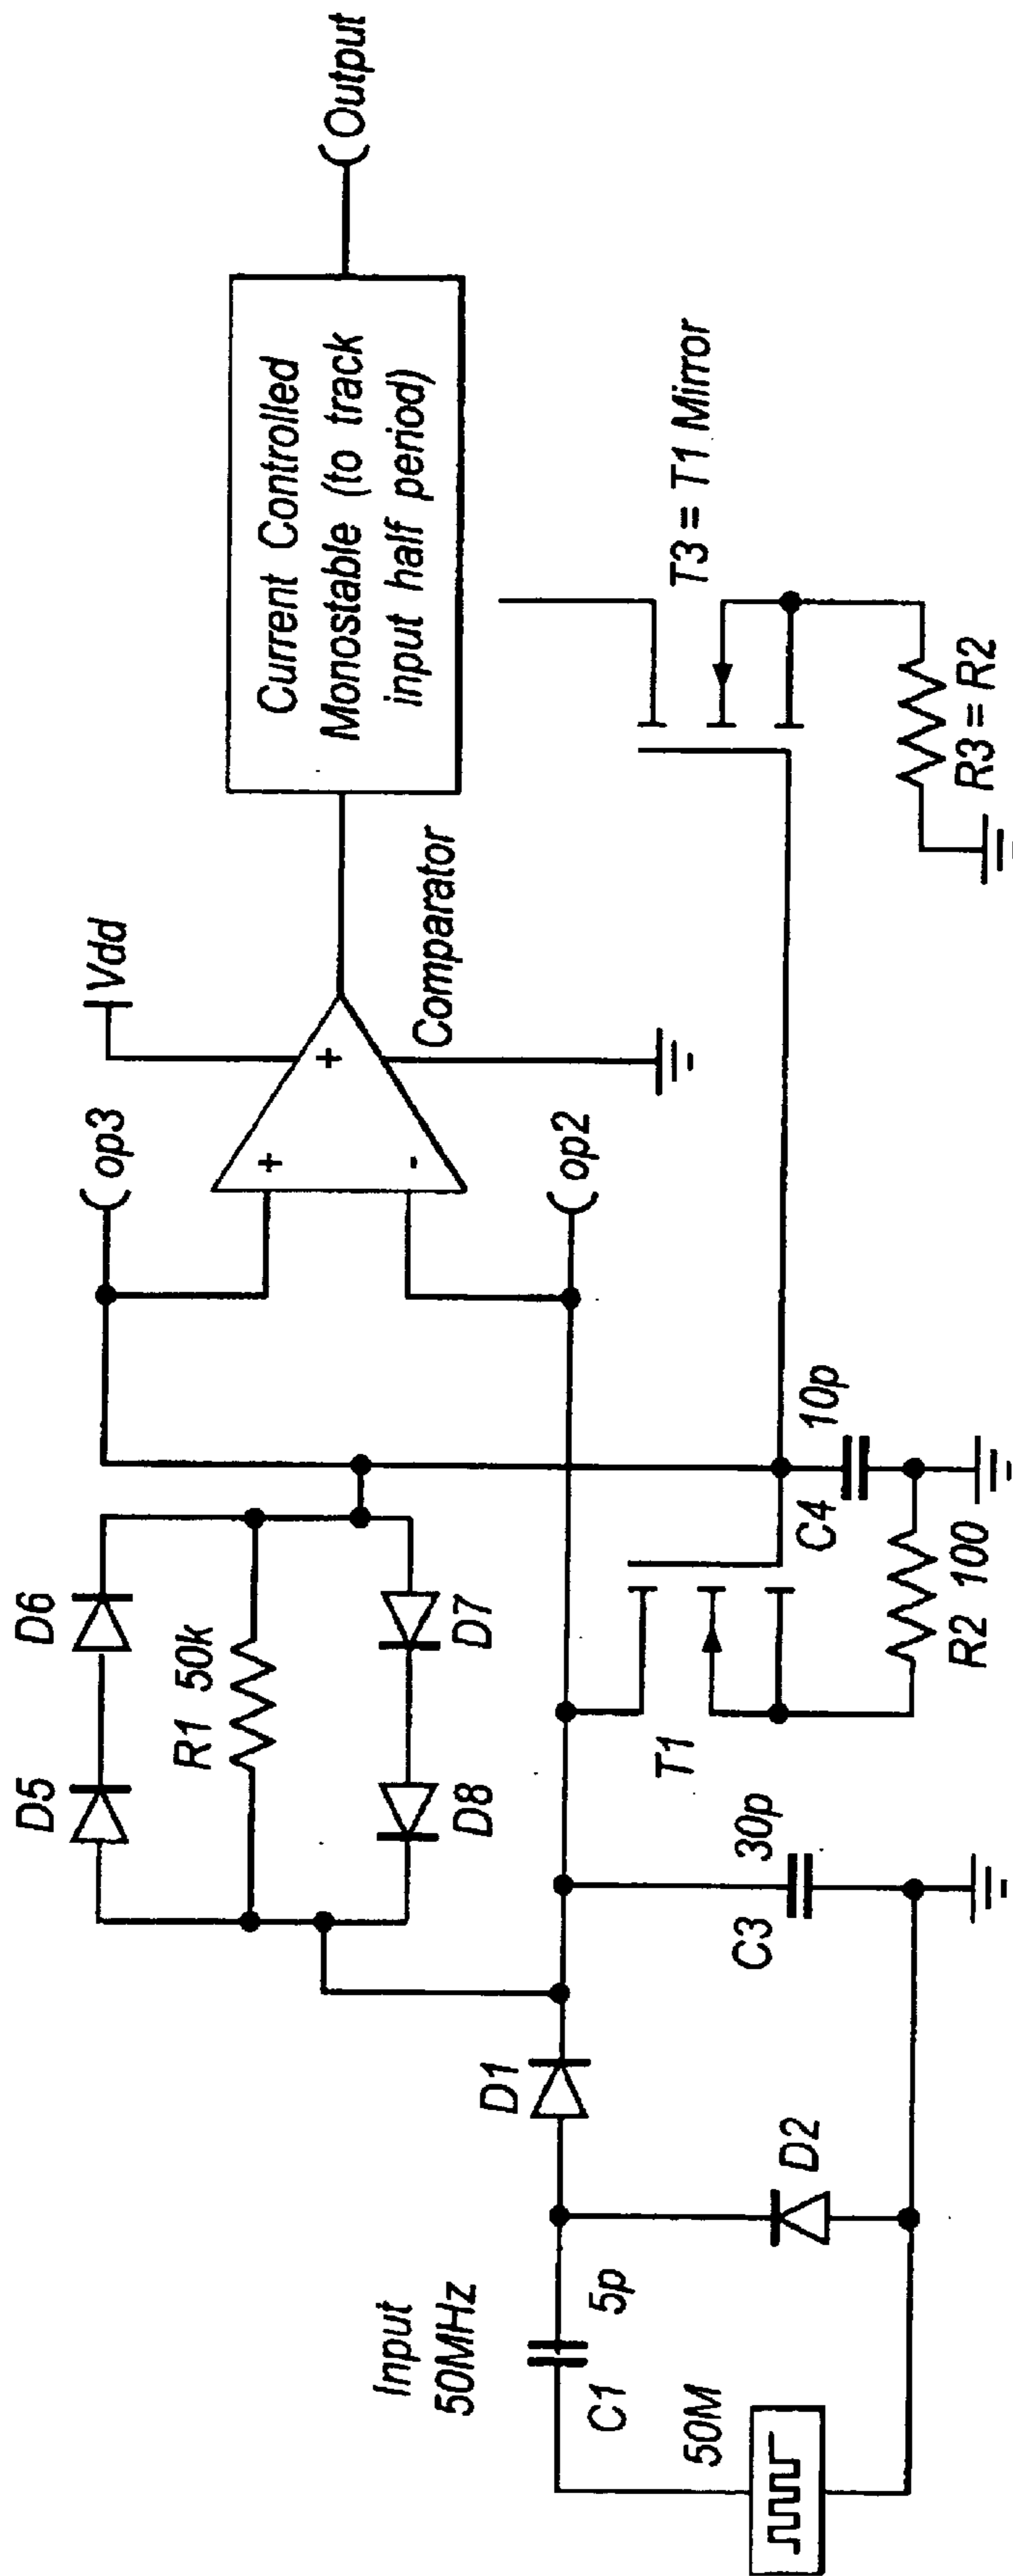 Input
50MHz
50M
C1
5p
D1
D2
D5
D6
R1 50k
D8
D7
C3
30p
T1
R2 100
C4
10p
op3
op2
Vdd
+
-
+
Comparator
Current Controlled
Monostable (to track
input half period)
Output
T3 = T1 Mirror
R3 = R2